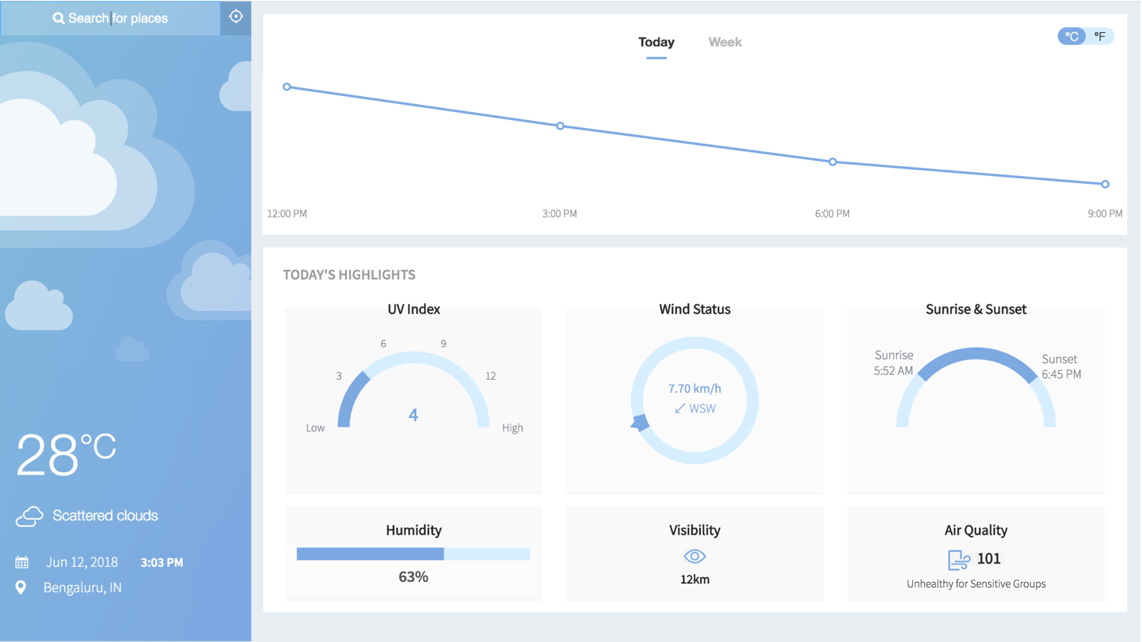 Search for places
28°C
Scattered clouds
Jun 12, 2018 3:03 PM
Bengaluru, IN
Today Week
°C °F
12:00 PM 3:00 PM 6:00 PM 9:00 PM
TODAY'S HIGHLIGHTS
UV Index
6 9
3 12
4
Low High
Wind Status
7.70 km/h
WSW
Sunrise & Sunset
Sunrise
5:52 AM
Sunset
6:45 PM
Humidity
63%
Visibility
12km
Air Quality
101
Unhealthy for Sensitive Groups